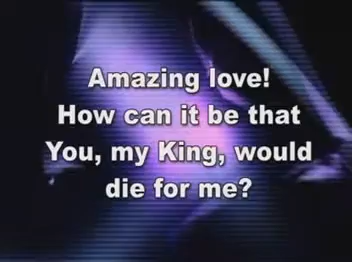 Amazing love!
How can it be that
You, my King, would
die for me?